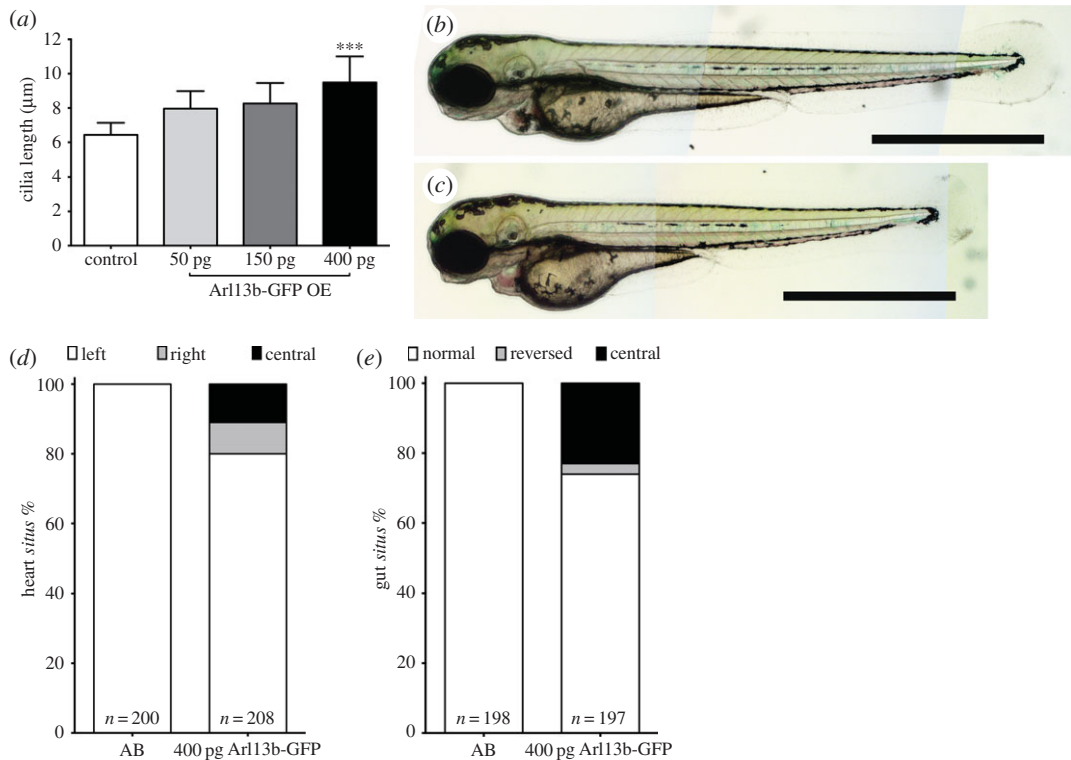 (a)
12
10
8
6
4
2
0
cilia length (µm)
***
control
50 pg
150 pg
400 pg
Arl13b-GFP OE
(b)
(c)
(d)
left
right
central
100
80
60
40
20
0
heart situs %
n = 200
n = 208
AB
400 pg Arl13b-GFP
(e)
normal
reversed
central
100
80
60
40
20
0
gut situs %
n = 198
n = 197
AB
400 pg Arl13b-GFP